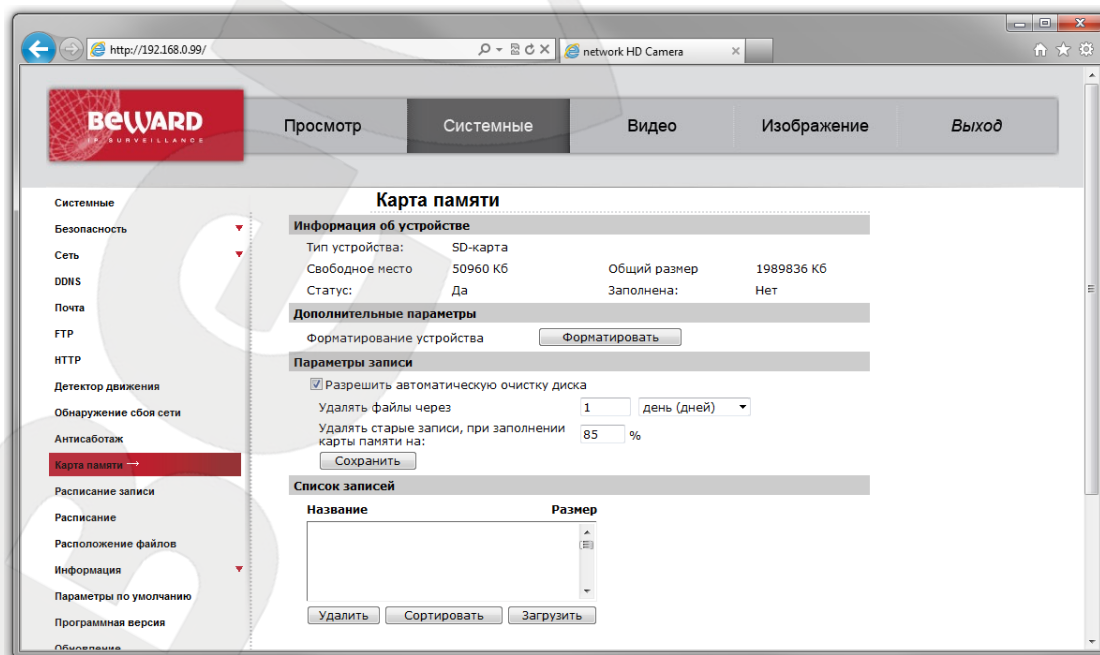 http://192.168.0.99/
network HD Camera
BEWARD
IP SURVEILLANCE
Просмотр
Системные
Видео
Изображение
Выход
Системные
Безопасность
Сеть
DDNS
Почта
FTP
HTTP
Детектор движения
Обнаружение сбоя сети
Антисаботаж
Карта памяти →
Расписание записи
Расписание
Расположение файлов
Информация
Параметры по умолчанию
Программная версия
Обновление
Карта памяти
Информация об устройстве
Тип устройства: SD-карта
Свободное место 50960 Кб Общий размер 1989836 Кб
Статус: Да Заполнена: Нет
Дополнительные параметры
Форматирование устройства Форматировать
Параметры записи
Разрешить автоматическую очистку диска
Удалять файлы через 1 день (дней)
Удалять старые записи, при заполнении
карты памяти на: 85 %
Сохранить
Список записей
Название Размер
Удалить Сортировать Загрузить